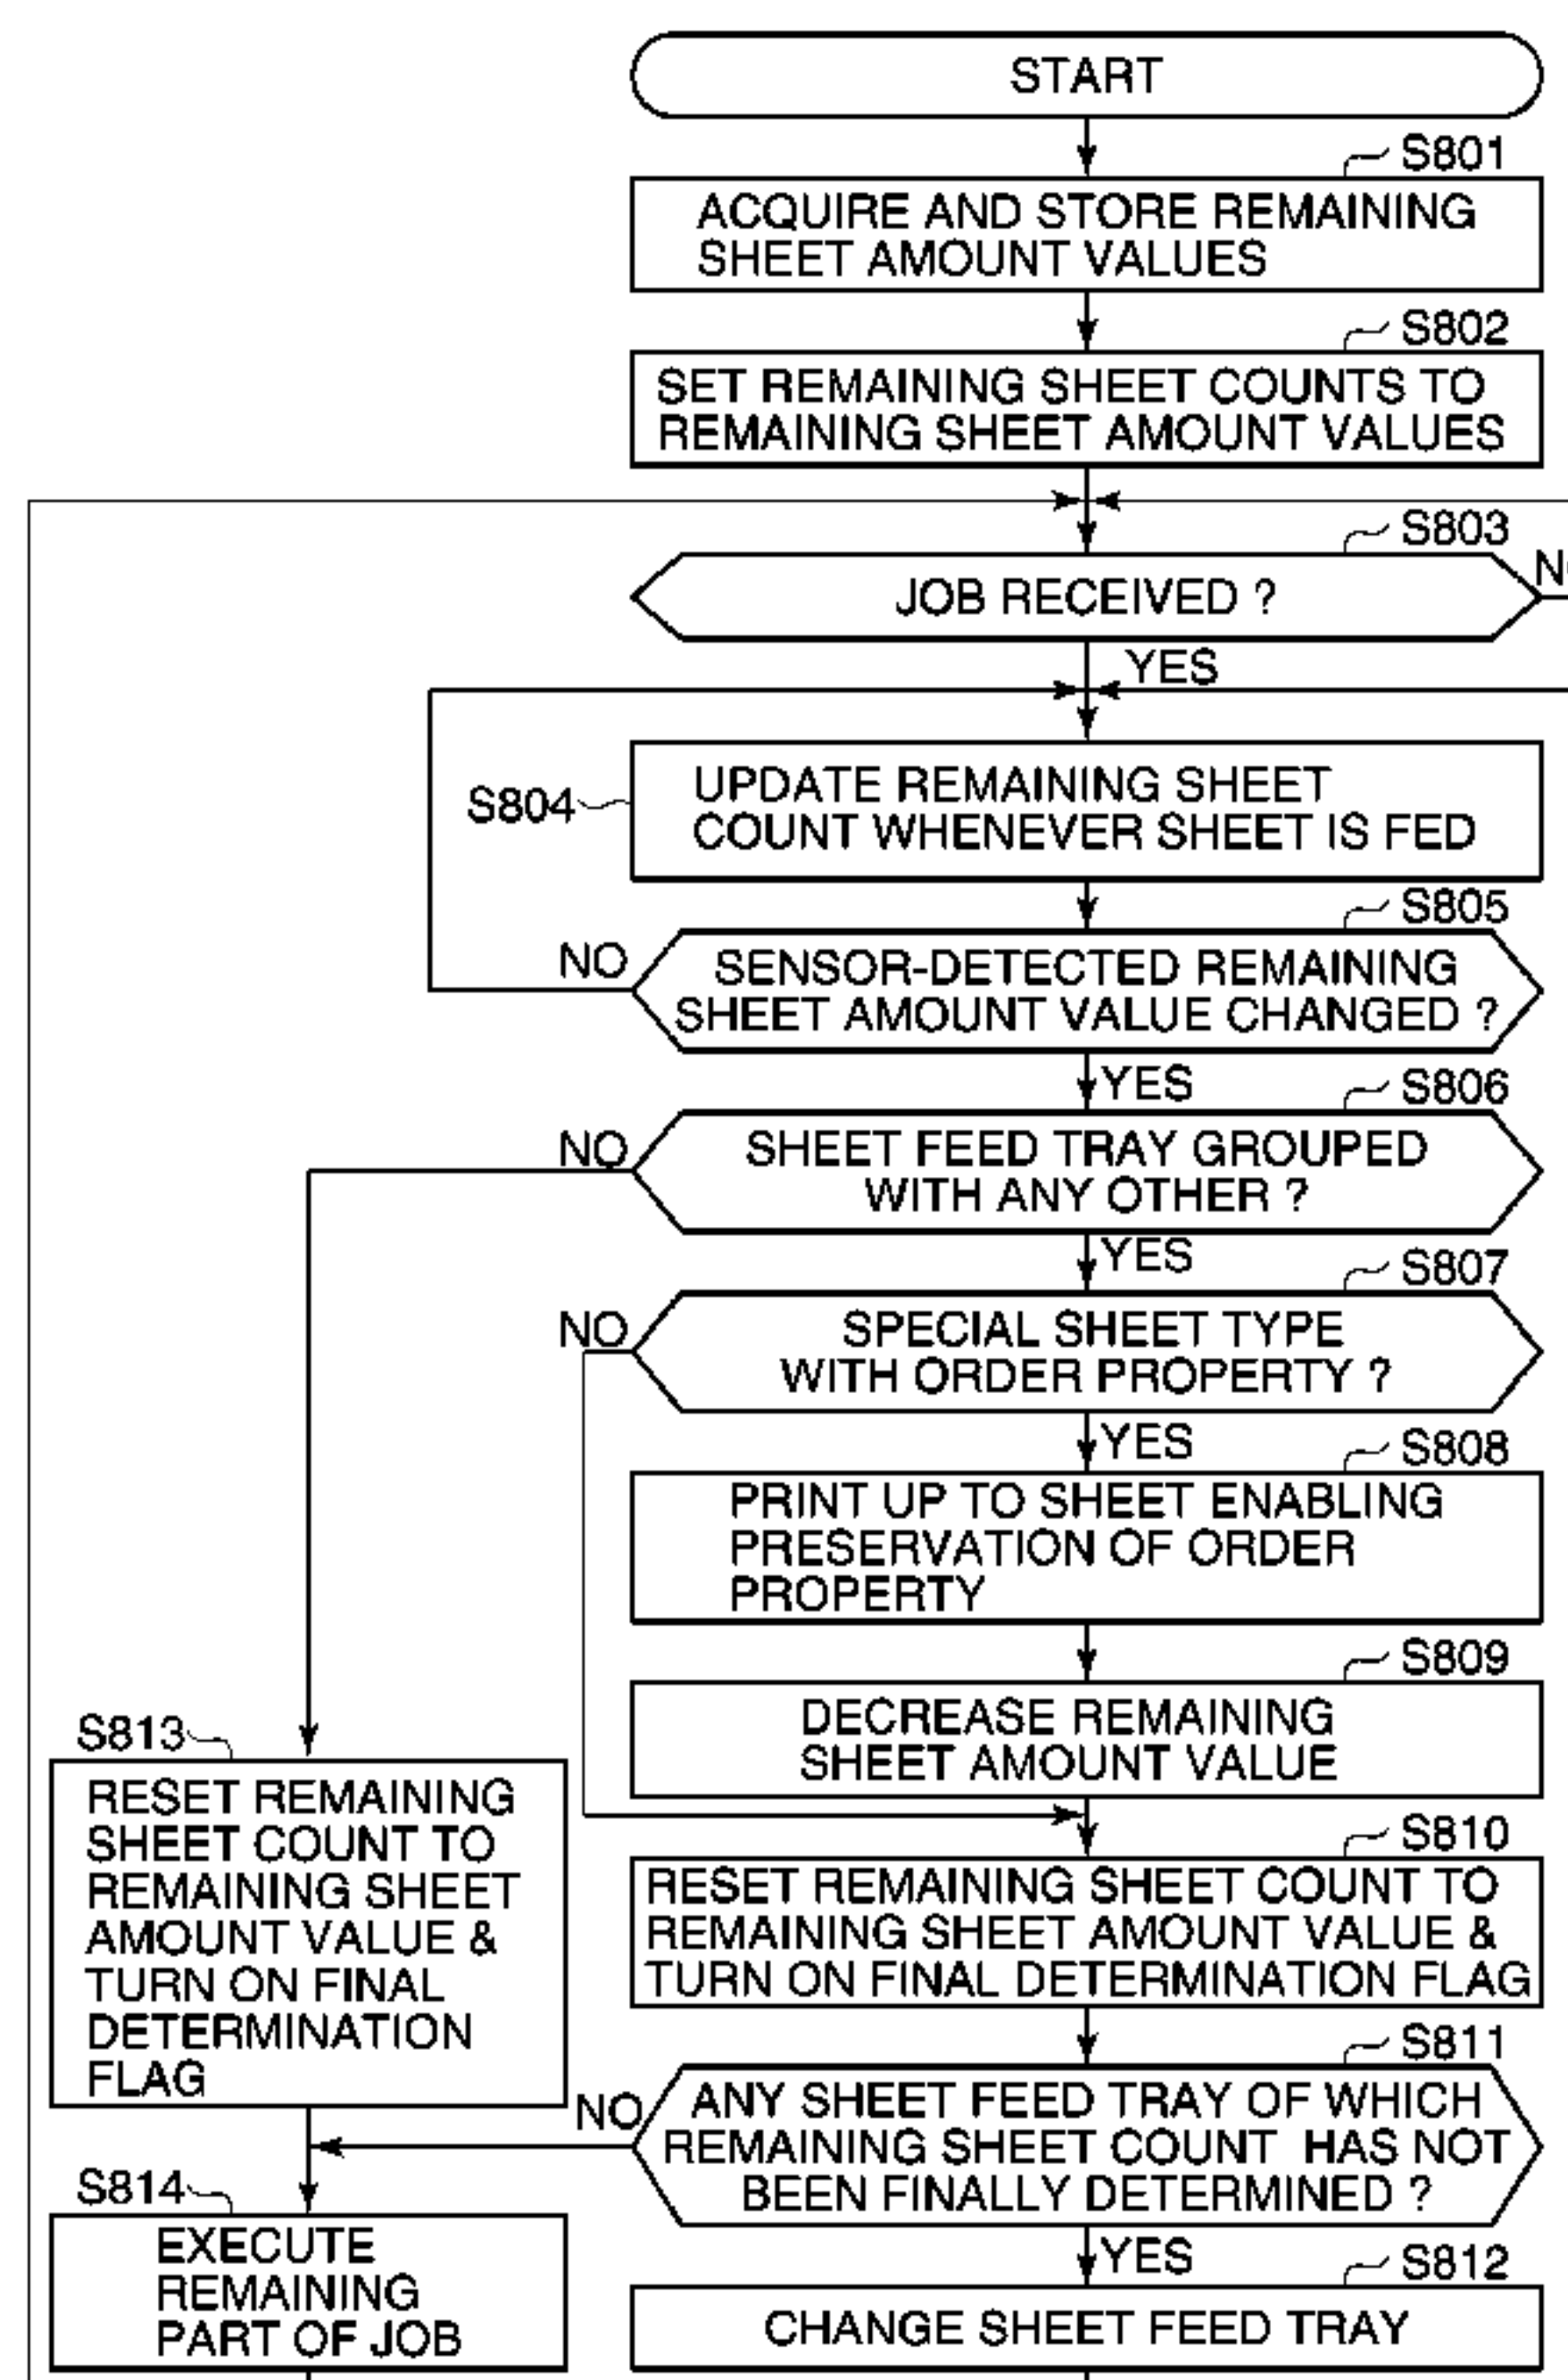 START
S801
ACQUIRE AND STORE REMAINING
SHEET AMOUNT VALUES
S802
SET REMAINING SHEET COUNTS TO
REMAINING SHEET AMOUNT VALUES
S803
JOB RECEIVED ?
YES
S804
UPDATE REMAINING SHEET
COUNT WHENEVER SHEET IS FED
S805
NO
SENSOR-DETECTED REMAINING
SHEET AMOUNT VALUE CHANGED ?
YES
S806
NO
SHEET FEED TRAY GROUPED
WITH ANY OTHER ?
YES
S807
NO
SPECIAL SHEET TYPE
WITH ORDER PROPERTY ?
YES
S808
PRINT UP TO SHEET ENABLING
PRESERVATION OF ORDER
PROPERTY
S809
DECREASE REMAINING
SHEET AMOUNT VALUE
S813
RESET REMAINING
SHEET COUNT TO
REMAINING SHEET
AMOUNT VALUE &
TURN ON FINAL
DETERMINATION
FLAG
S810
RESET REMAINING SHEET COUNT TO
REMAINING SHEET AMOUNT VALUE &
TURN ON FINAL DETERMINATION FLAG
S811
NO
ANY SHEET FEED TRAY OF WHICH
REMAINING SHEET COUNT HAS NOT
BEEN FINALLY DETERMINED ?
YES
S814
EXECUTE
REMAINING
PART OF JOB
S812
CHANGE SHEET FEED TRAY